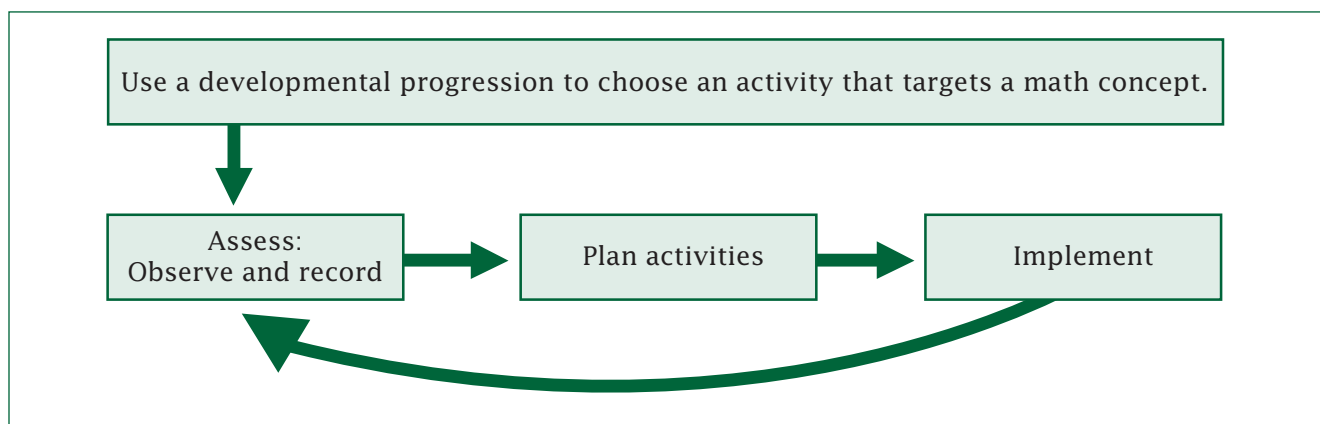 Use a developmental progression to choose an activity that targets a math concept.
Assess:
Observe and record
Plan activities
Implement